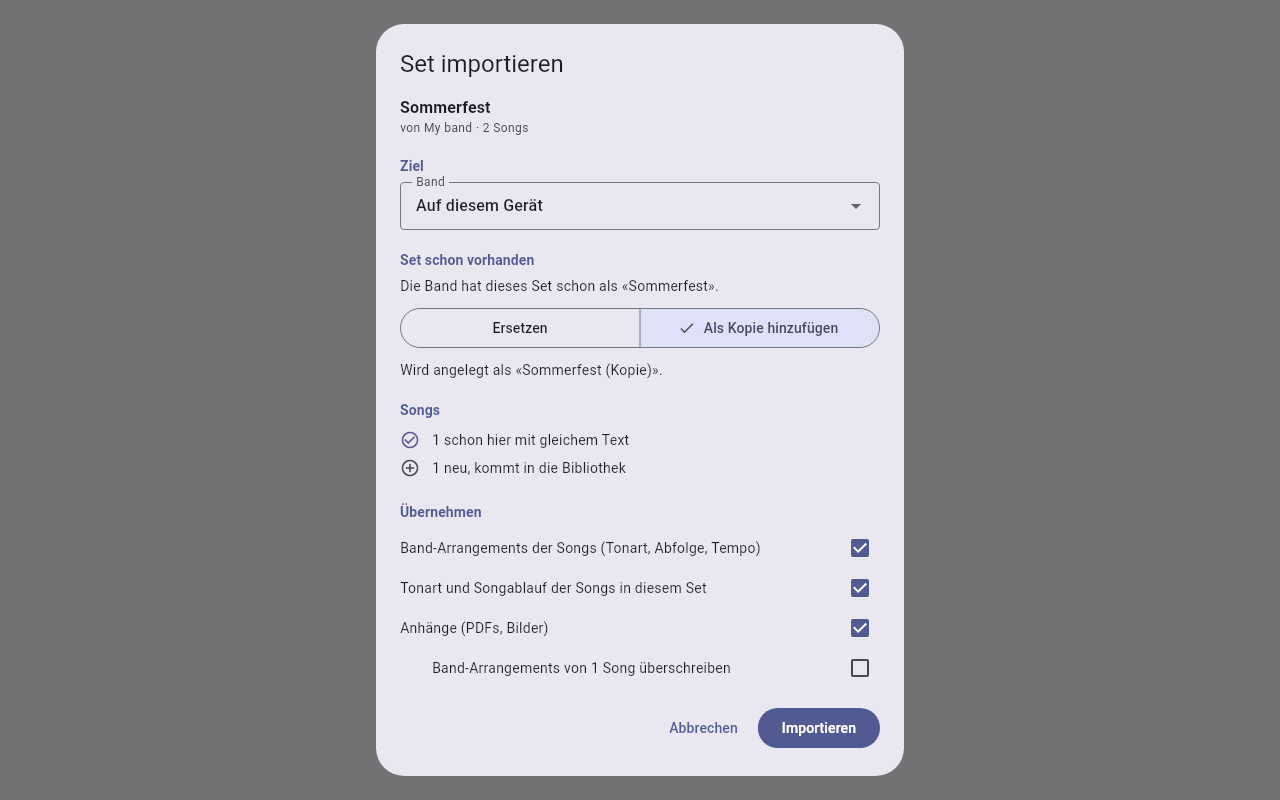 Set importieren
Sommerfest
von My band · 2 Songs
Ziel
Band
Auf diesem Gerät
Set schon vorhanden
Die Band hat dieses Set schon als «Sommerfest».
Ersetzen
Als Kopie hinzufügen
Wird angelegt als «Sommerfest (Kopie)».
Songs
1 schon hier mit gleichem Text
1 neu, kommt in die Bibliothek
Übernehmen
Band-Arrangements der Songs (Tonart, Abfolge, Tempo)
Tonart und Songablauf der Songs in diesem Set
Anhänge (PDFs, Bilder)
Band-Arrangements von 1 Song überschreiben
Abbrechen
Importieren